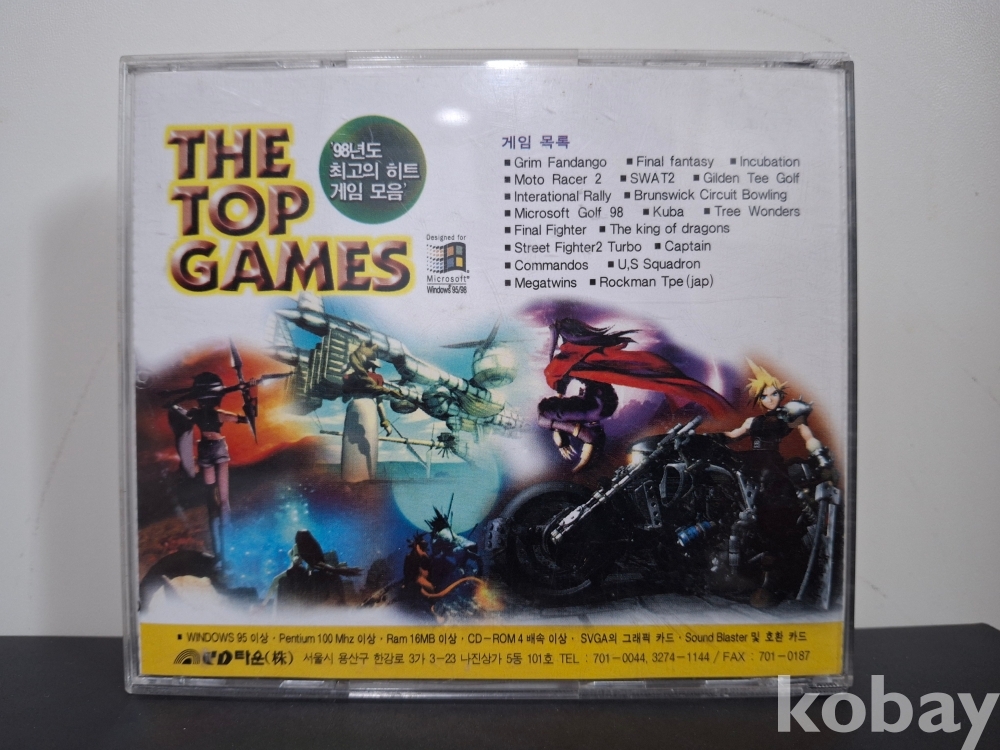 THE
TOP
GAMES
'98년도
최고의 히트
게임 모음'
Designed for
Microsoft®
Windows 95/98
게임 목록
▪ Grim Fandango ▪ Final fantasy ▪ Incubation
▪ Moto Racer 2 ▪ SWAT2 ▪ Gilden Tee Golf
▪ Interational Rally ▪ Brunswick Circuit Bowling
▪ Microsoft Golf 98 ▪ Kuba ▪ Tree Wonders
▪ Final Fighter ▪ The king of dragons
▪ Street Fighter2 Turbo ▪ Captain
▪ Commandos ▪ U,S Squadron
▪ Megatwins ▪ Rockman Tpe(jap)
▪ WINDOWS 95 이상 · Pentium 100 Mhz 이상 · Ram 16MB 이상 · CD-ROM 4 배속 이상 · SVGA의 그래픽 카드 · Sound Blaster 및 호환 카드
CD타운(株) 서울시 용산구 한강로 3가 3-23 나진상가 5동 101호 TEL : 701-0044, 3274-1144 / FAX : 701-0187
kobay